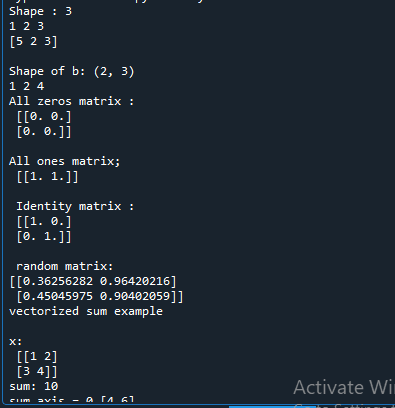 Shape : 3
1 2 3
[5 2 3]
Shape of b: (2, 3)
1 2 4
All zeros matrix :
[[0. 0.]
[0. 0.]]
All ones matrix;
[[1. 1.]]
Identity matrix :
[[1. 0.]
[0. 1.]]
random matrix:
[[0.36256282 0.96420216]
[0.45045975 0.90402059]]
vectorized sum example
x:
[[1 2]
[3 4]]
sum: 10
sum axis = 0 [4 6]
Activate Wi